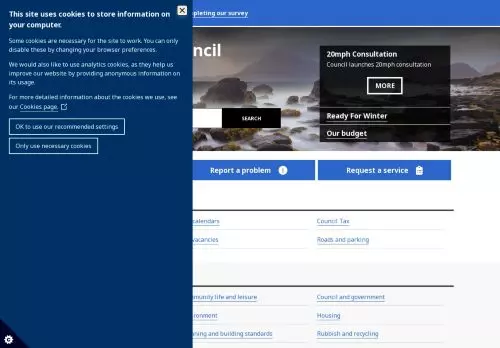 This site uses cookies to store information on
your computer.
Some cookies are necessary for the site to work. You can only
disable these by changing your browser preferences.
We would also like to use analytics cookies, as they help us
improve our website by providing anonymous information on
its usage.
For more detailed information about the cookies we use, see
our Cookies page.
OK to use our recommended settings
Only use necessary cookies
our survey
20mph Consultation
Council launches 20mph consultation
MORE
Ready For Winter
Our budget
SEARCH
Report a problem
Request a service
calendars
Council Tax
vacancies
Roads and parking
life and leisure
Council and government
Housing
and building standards
Rubbish and recycling